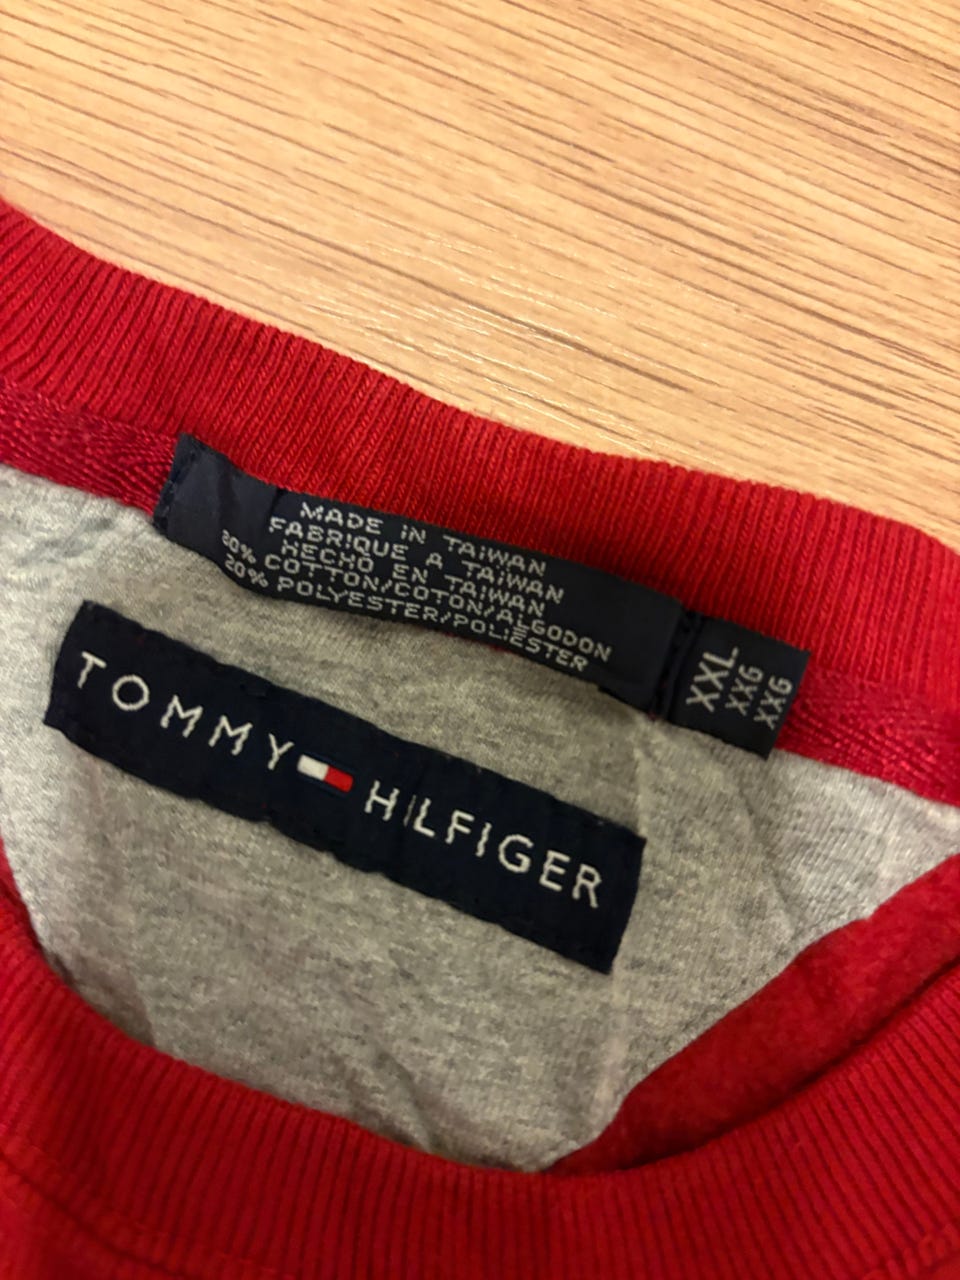 MADE IN TAIWAN
FABRIQUE A TAIWAN
HECHO EN TAIWAN
80% COTTON/COTON/ALGODON
20% POLYESTER/POLIESTER
XXL
XXG
XXG
TOMMY HILFIGER